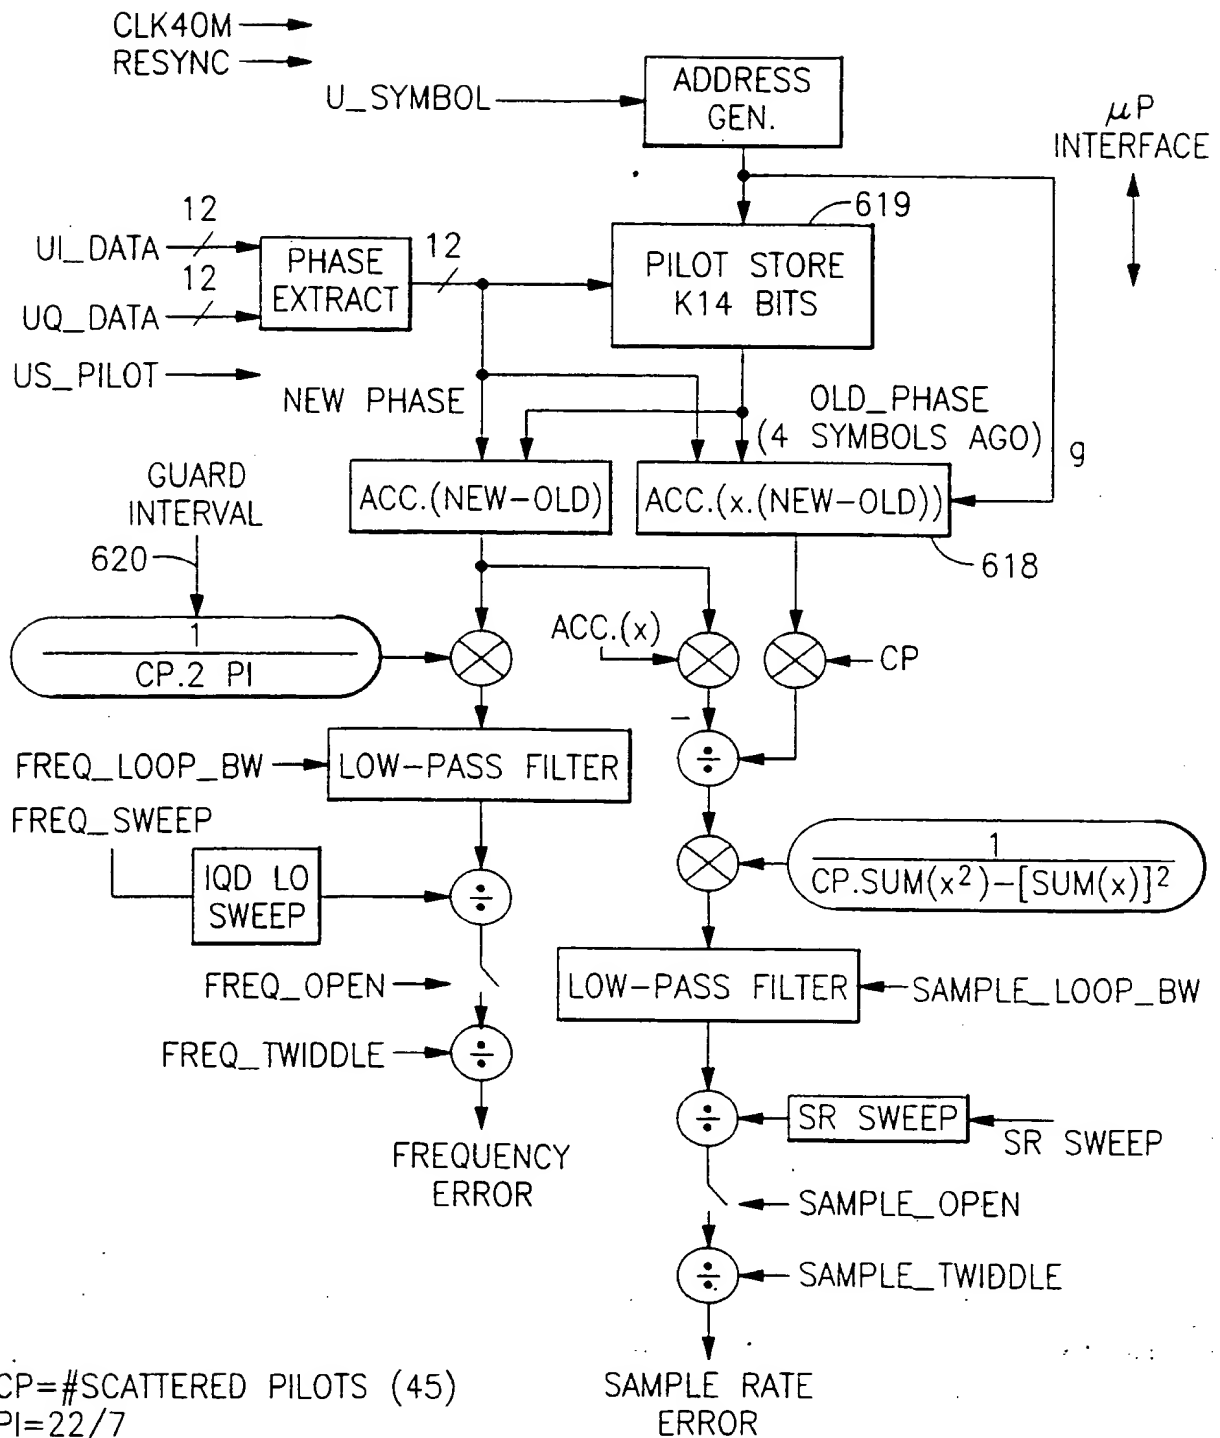 CLK40M
RESYNC
U_SYMBOL
ADDRESS
GEN.
µP
INTERFACE
619
12
UI_DATA
12
UQ_DATA
PHASE
EXTRACT
12
PILOT STORE
K14 BITS
US_PILOT
NEW PHASE
OLD_PHASE
(4 SYMBOLS AGO)
g
GUARD
INTERVAL
ACC.(NEW-OLD)
ACC.(x.(NEW-OLD))
620
618
1
CP.2 PI
ACC.(x)
CP
−
÷
FREQ_LOOP_BW
LOW-PASS FILTER
FREQ_SWEEP
1
CP.SUM(x²)-[SUM(x)]²
IQD LO
SWEEP
÷
FREQ_OPEN
LOW-PASS FILTER
SAMPLE_LOOP_BW
FREQ_TWIDDLE
÷
÷
SR SWEEP
SR SWEEP
FREQUENCY
ERROR
SAMPLE_OPEN
÷
SAMPLE_TWIDDLE
CP=#SCATTERED PILOTS (45)
PI=22/7
SAMPLE RATE
ERROR